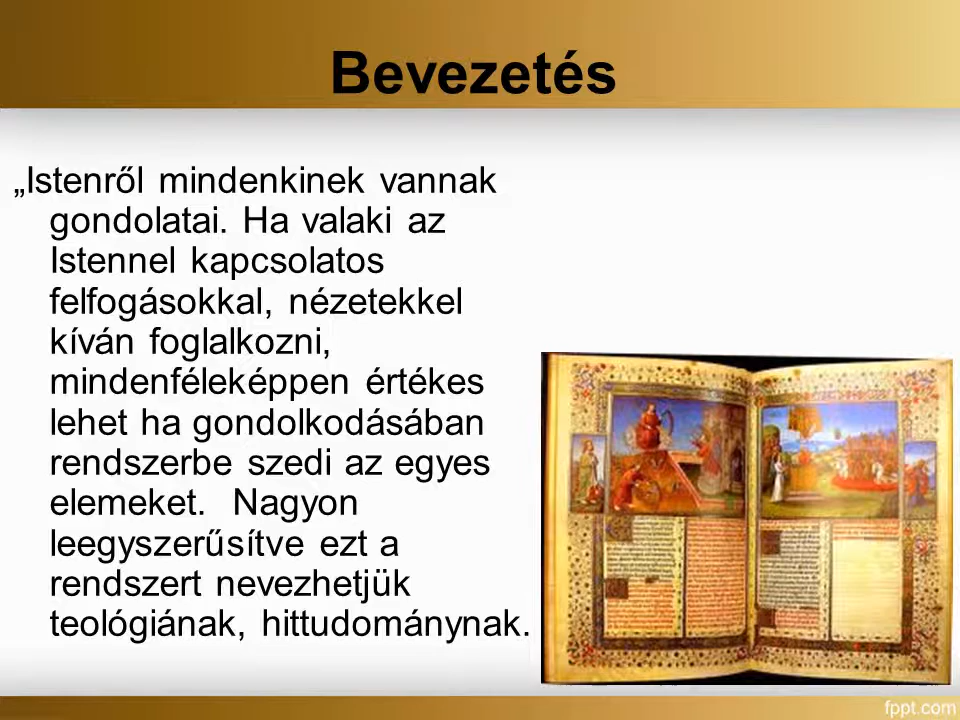 Bevezetés
„Istenről mindenkinek vannak
gondolatai. Ha valaki az
Istennel kapcsolatos
felfogásokkal, nézetekkel
kíván foglalkozni,
mindenféleképpen értékes
lehet ha gondolkodásában
rendszerbe szedi az egyes
elemeket.  Nagyon
leegyszerűsítve ezt a
rendszert nevezhetjük
teológiának, hittudománynak.
fppt.com